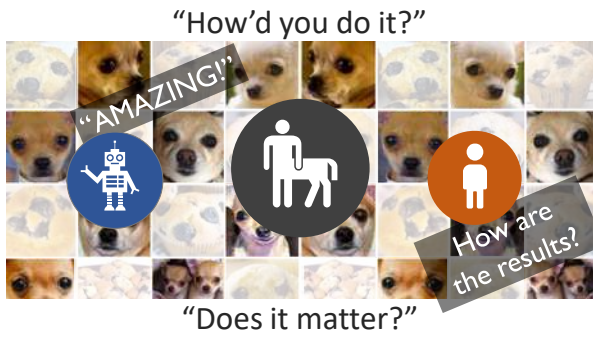 “How’d you do it?”
“AMAZING!”
How are
the results?
“Does it matter?”